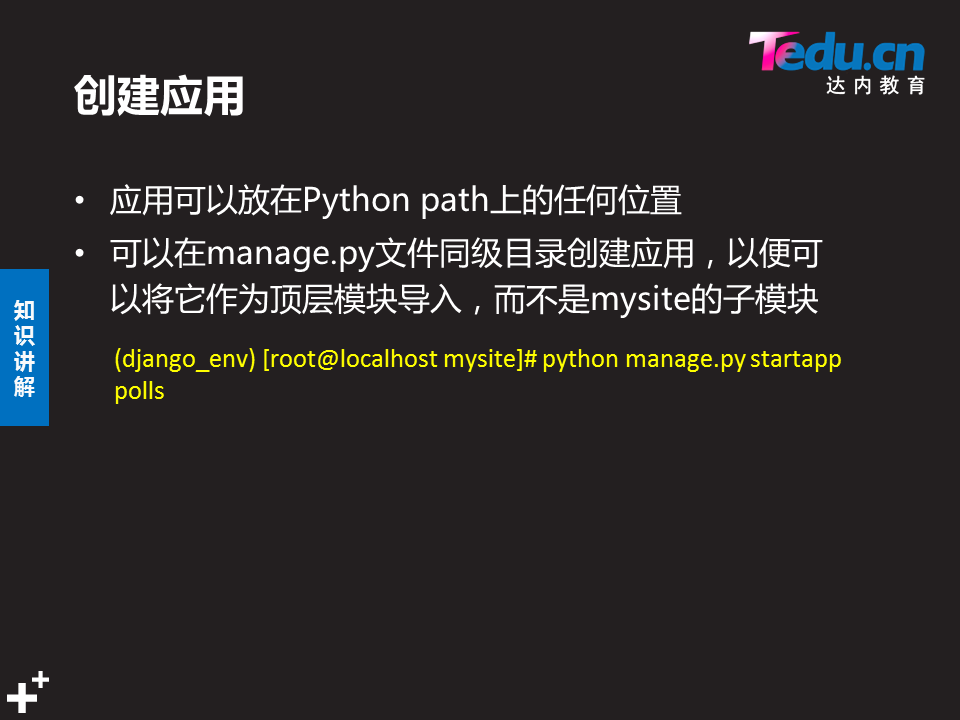 Tedu.cn
达内教育
创建应用
• 应用可以放在Python path上的任何位置
• 可以在manage.py文件同级目录创建应用，以便可
以将它作为顶层模块导入，而不是mysite的子模块
(django_env) [root@localhost mysite]# python manage.py startapp
polls
知
识
讲
解